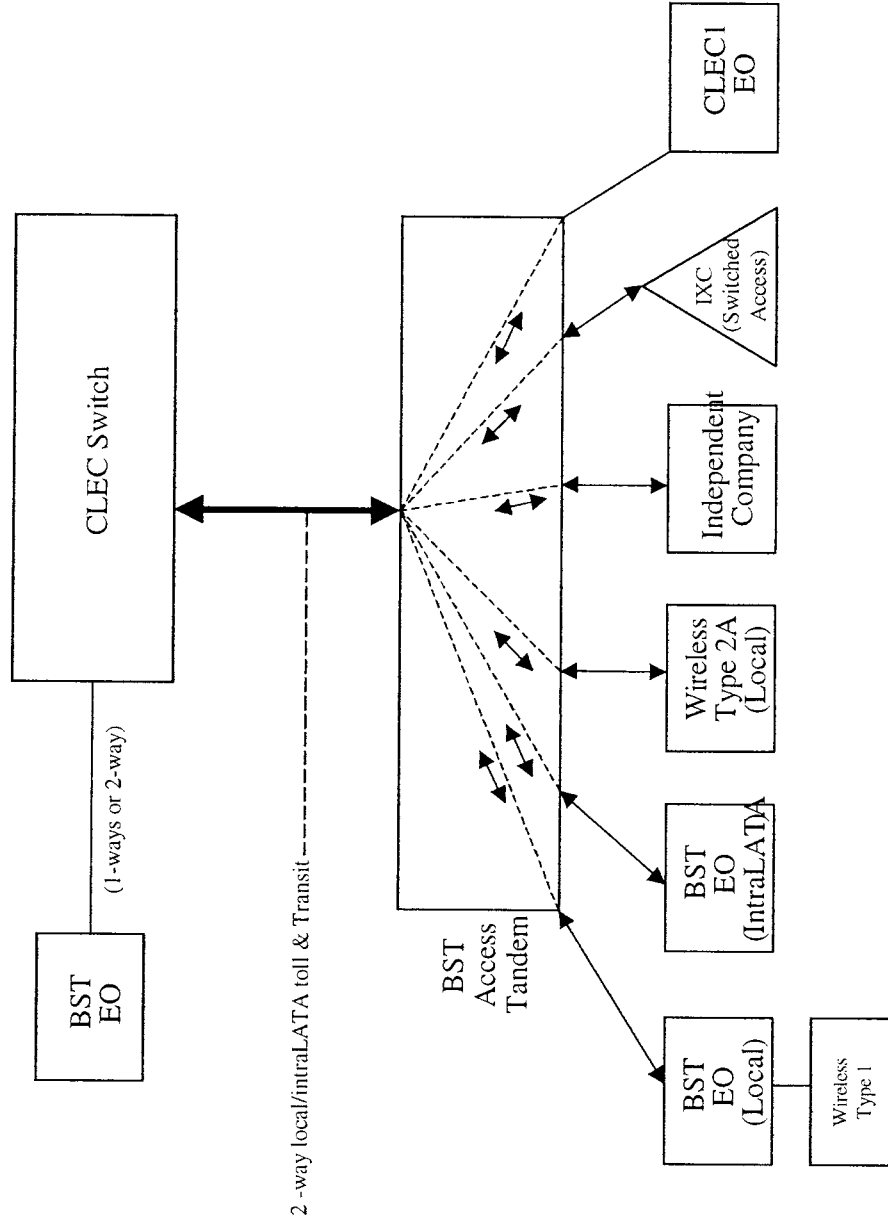 CLEC Switch
BST
EO
(1-ways or 2-way)
2 -way local/intraLATA toll & Transit
BST
Access
Tandem
BST
EO
(Local)
Wireless
Type 1
BST
EO
(IntraLATA
Wireless
Type 2A
(Local)
Independent
Company
IXC
(Switched
Access)
CLEC1
EO